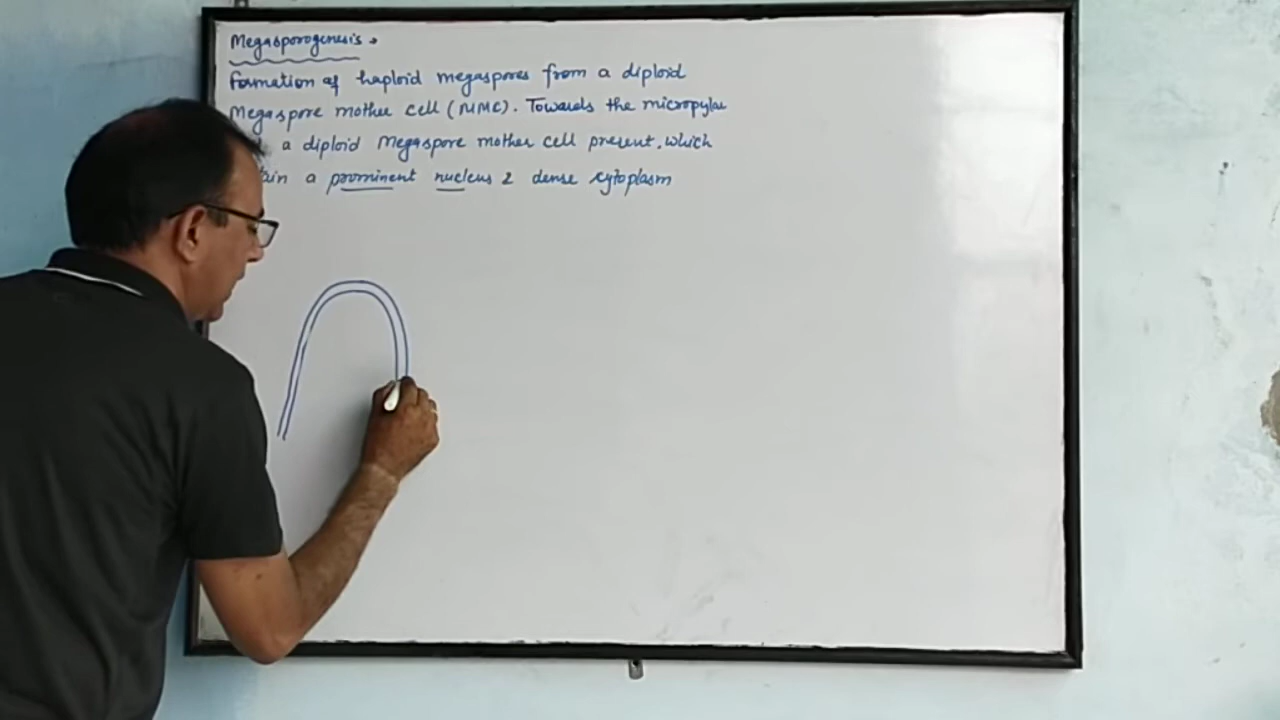 Megasporogenesis →
Formation of haploid megaspores from a diploid
Megaspore mother cell (MMC). Towards the micropylar
a diploid Megaspore mother cell present, which
tain a prominent nucleus & dense cytoplasm